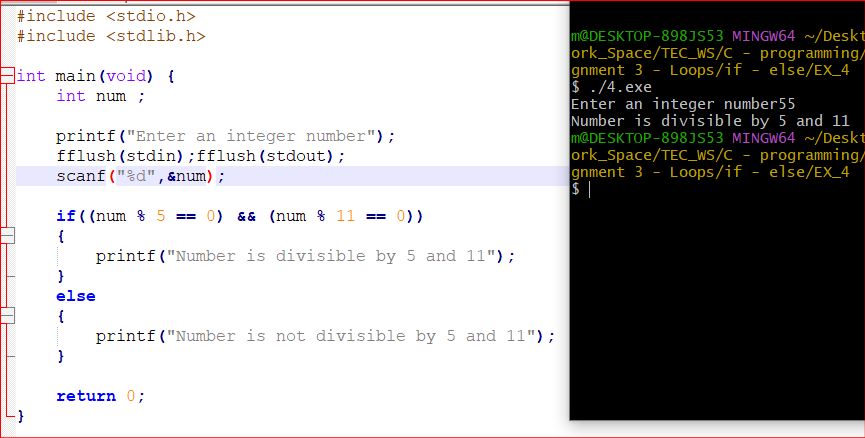 #include <stdio.h>
#include <stdlib.h>
int main(void) {
int num ;
printf("Enter an integer number");
fflush(stdin);fflush(stdout);
scanf("%d",&num);
if((num % 5 == 0) && (num % 11 == 0))
{
printf("Number is divisible by 5 and 11");
}
else
{
printf("Number is not divisible by 5 and 11");
}
return 0;
}
m@DESKTOP-898JS53 MINGW64 ~/Deskt
ork_Space/TEC_WS/C - programming/
gnment 3 - Loops/if - else/EX_4
$ ./4.exe
Enter an integer number55
Number is divisible by 5 and 11
m@DESKTOP-898JS53 MINGW64 ~/Deskt
ork_Space/TEC_WS/C - programming/
gnment 3 - Loops/if - else/EX_4
$